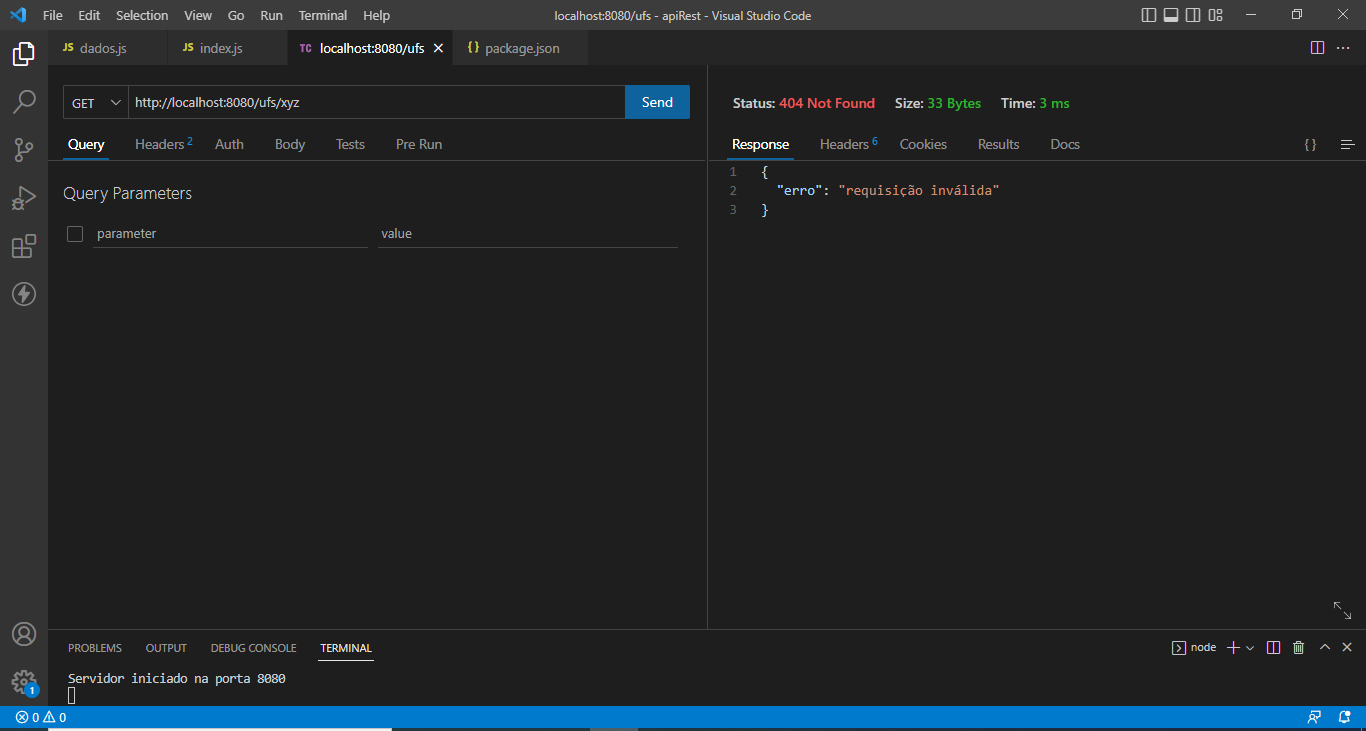 File Edit Selection View Go Run Terminal Help localhost:8080/ufs - apiRest - Visual Studio Code
JS dados.js JS index.js TC localhost:8080/ufs {} package.json
GET http://localhost:8080/ufs/xyz Send
Query Headers 2 Auth Body Tests Pre Run
Query Parameters
parameter value
Status: 404 Not Found Size: 33 Bytes Time: 3 ms
Response Headers 6 Cookies Results Docs {}
1 {
2 "erro": "requisição inválida"
3 }
PROBLEMS OUTPUT DEBUG CONSOLE TERMINAL node
Servidor iniciado na porta 8080
1
0 0